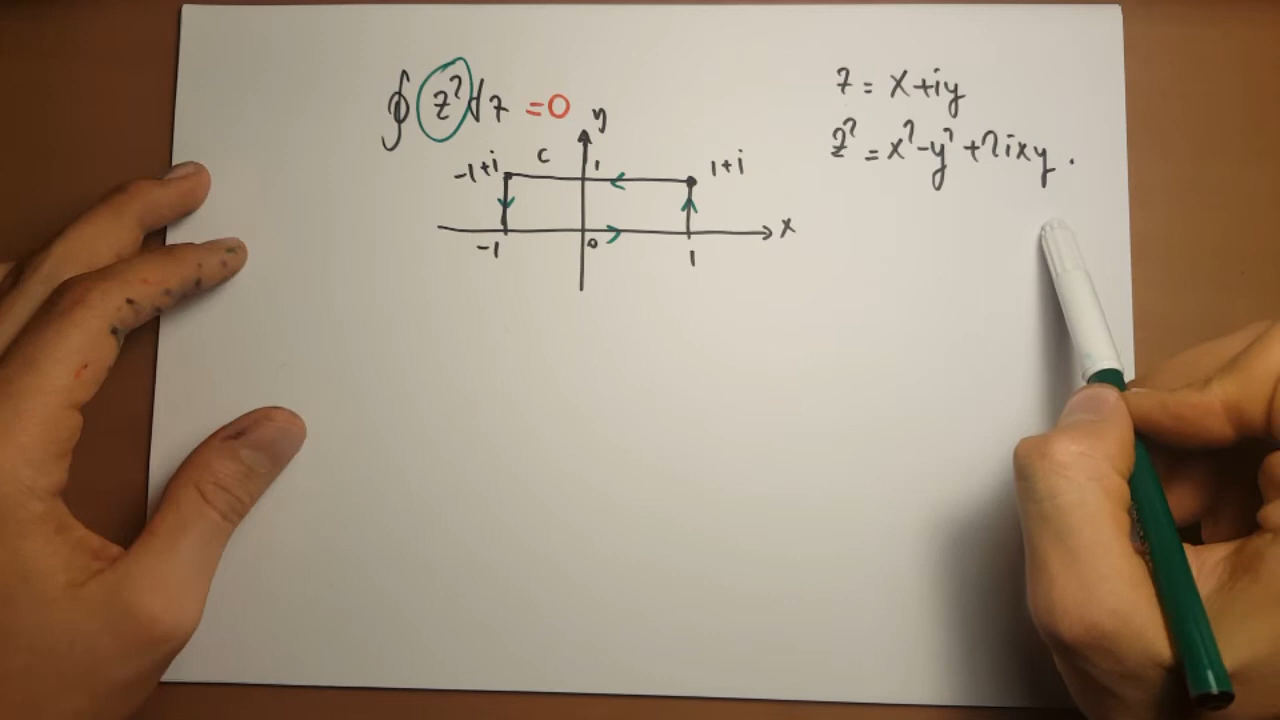 ∮ z² dz = 0
z = x+iy
z² = x²-y²+2ixy.
y
-1+i
c
1
1+i
x
-1
0
1